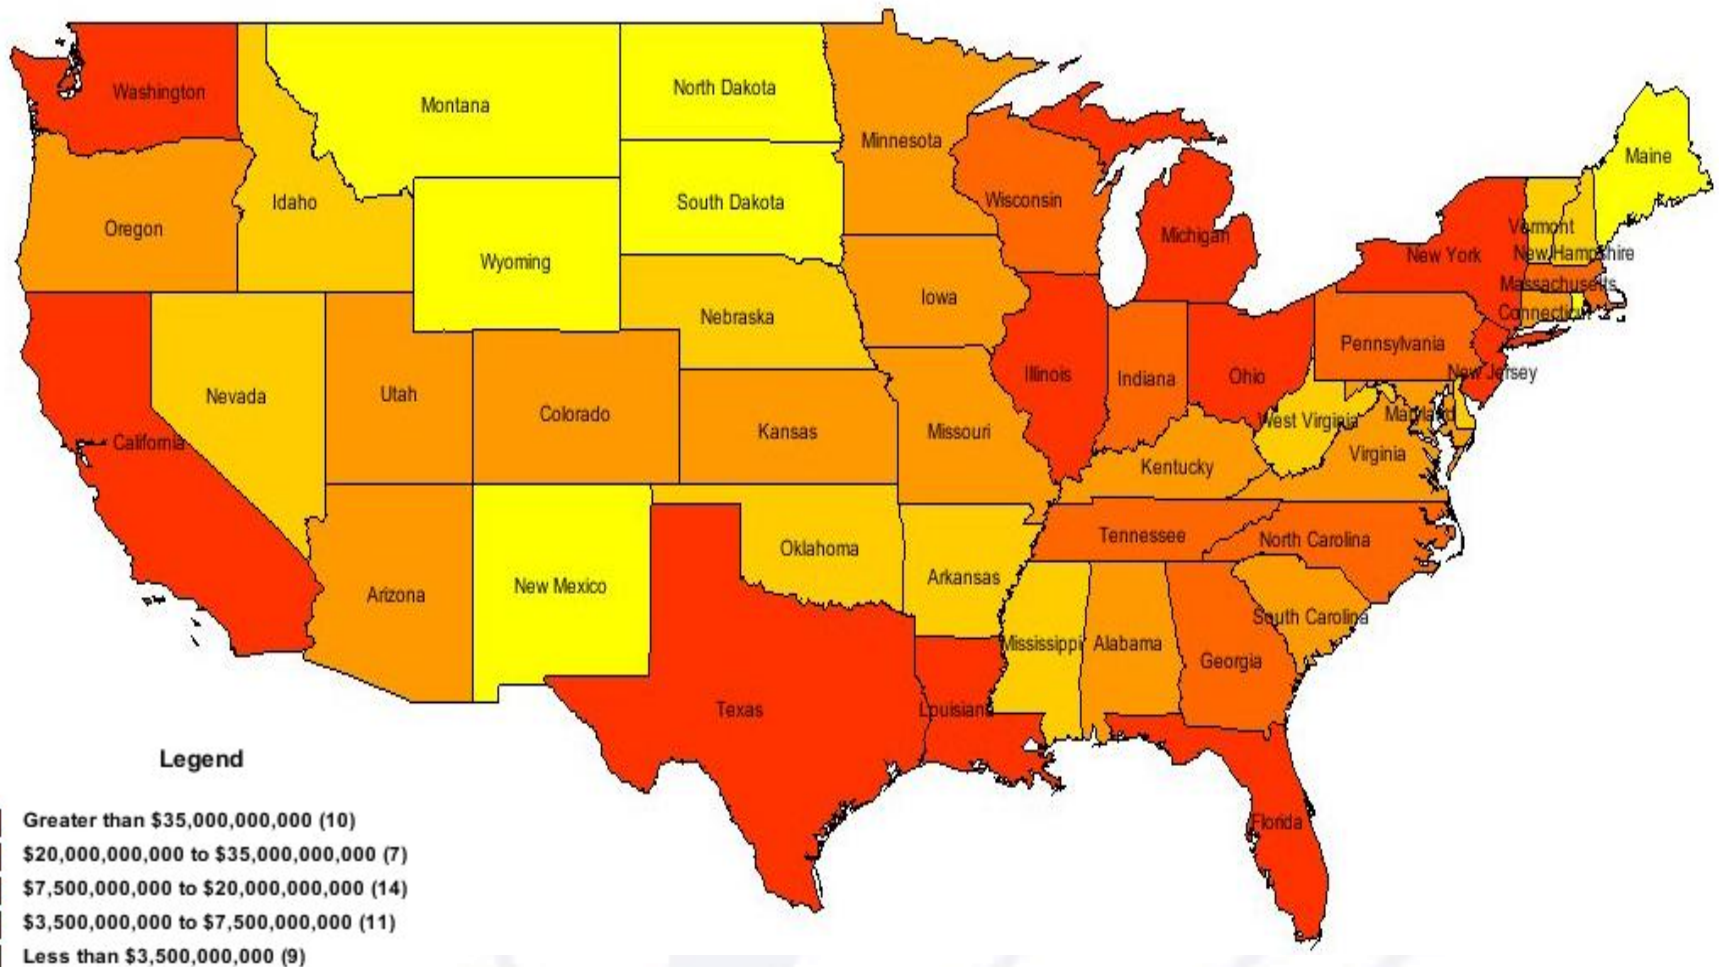 Washington
Montana
North Dakota
Minnesota
Maine
Idaho
Oregon
South Dakota
Wisconsin
Michigan
Vermont
New York
New Hampshire
Wyoming
Massachusetts
Iowa
Nebraska
Connecticut
Pennsylvania
New Jersey
Nevada
Utah
Colorado
Kansas
Missouri
Illinois
Indiana
Ohio
West Virginia
Maryland
Virginia
California
Kentucky
Tennessee
North Carolina
Oklahoma
Arkansas
New Mexico
Arizona
South Carolina
Mississippi
Alabama
Georgia
Texas
Louisiana
Florida
Legend
Greater than $35,000,000,000 (10)
$20,000,000,000 to $35,000,000,000 (7)
$7,500,000,000 to $20,000,000,000 (14)
$3,500,000,000 to $7,500,000,000 (11)
Less than $3,500,000,000 (9)